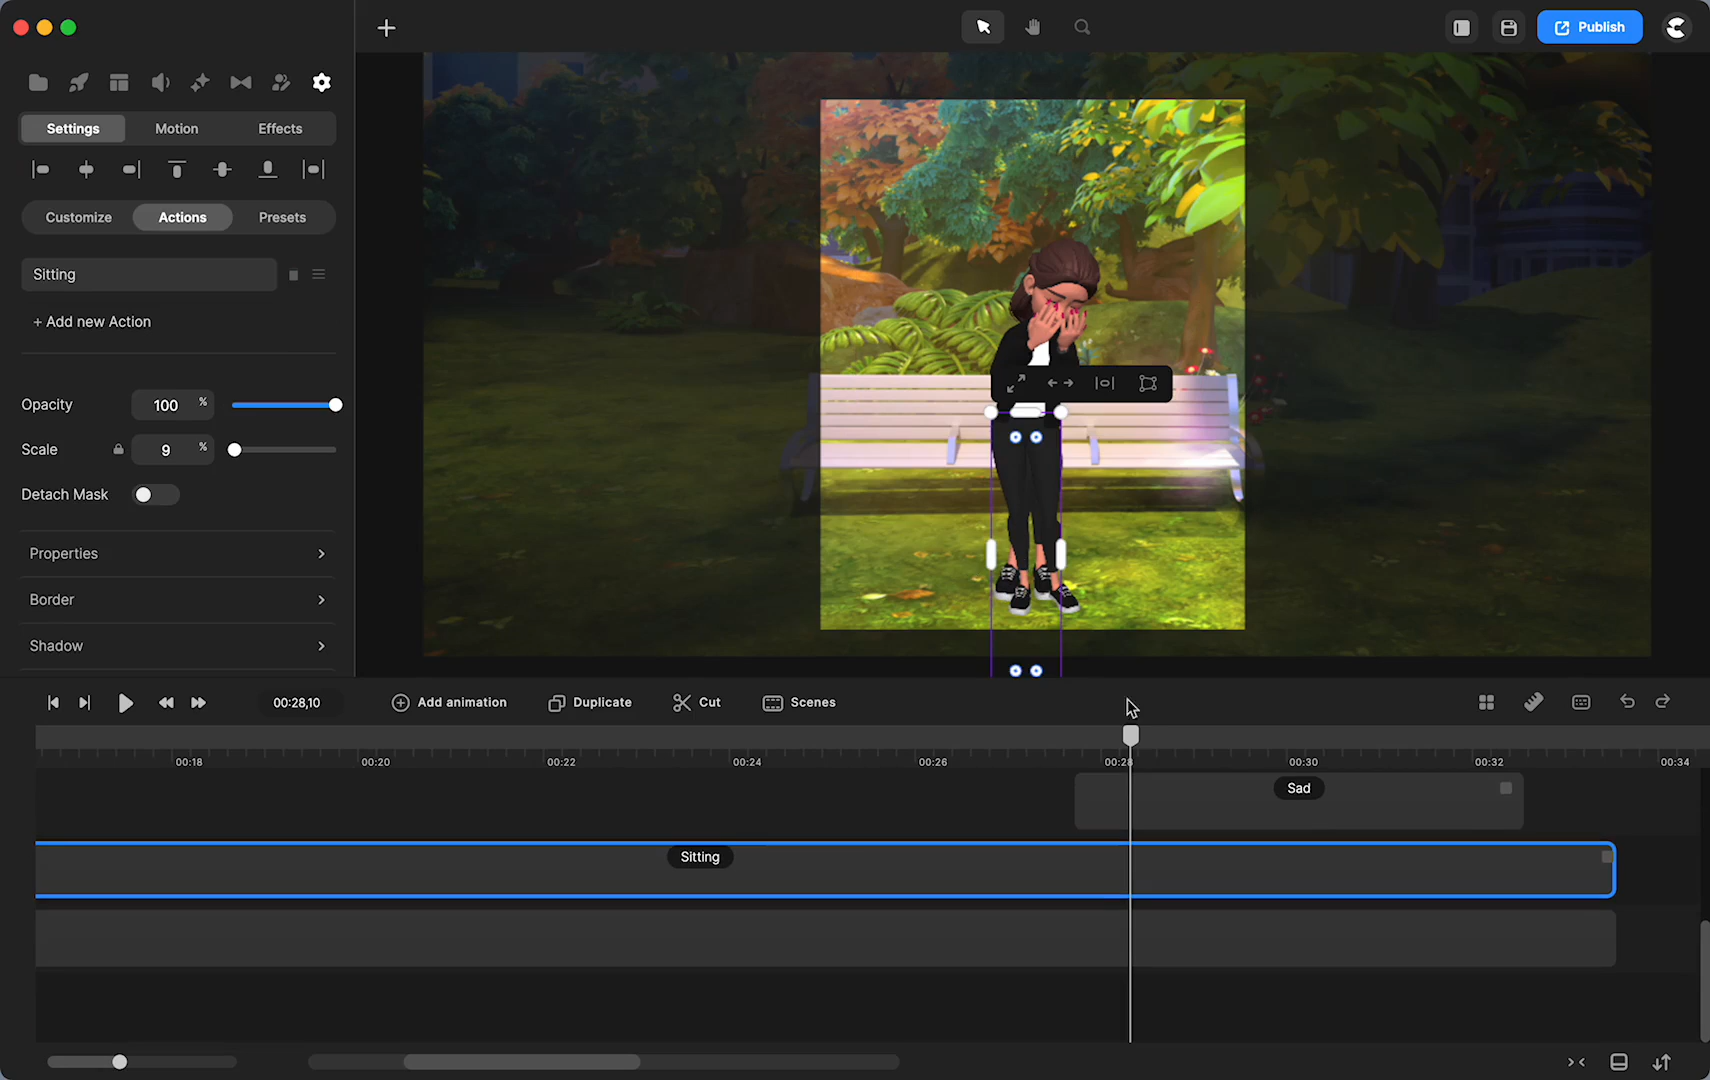 Publish
Settings Motion Effects
Customize Actions Presets
Sitting
+ Add new Action
Opacity 100 %
Scale 9 %
Detach Mask
Properties
Border
Shadow
00:28,10 Add animation Duplicate Cut Scenes
00:18 00:20 00:22 00:24 00:26 00:28 00:30 00:32 00:34
Sad
Sitting